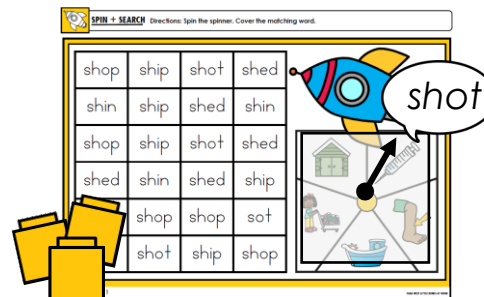 SPIN + SEARCH Directions: Spin the spinner. Cover the matching word.
shop ship shot shed
shin ship shed shin
shop ship shot shed
shed shin shed ship
shop shop sot
shot ship shop
shot